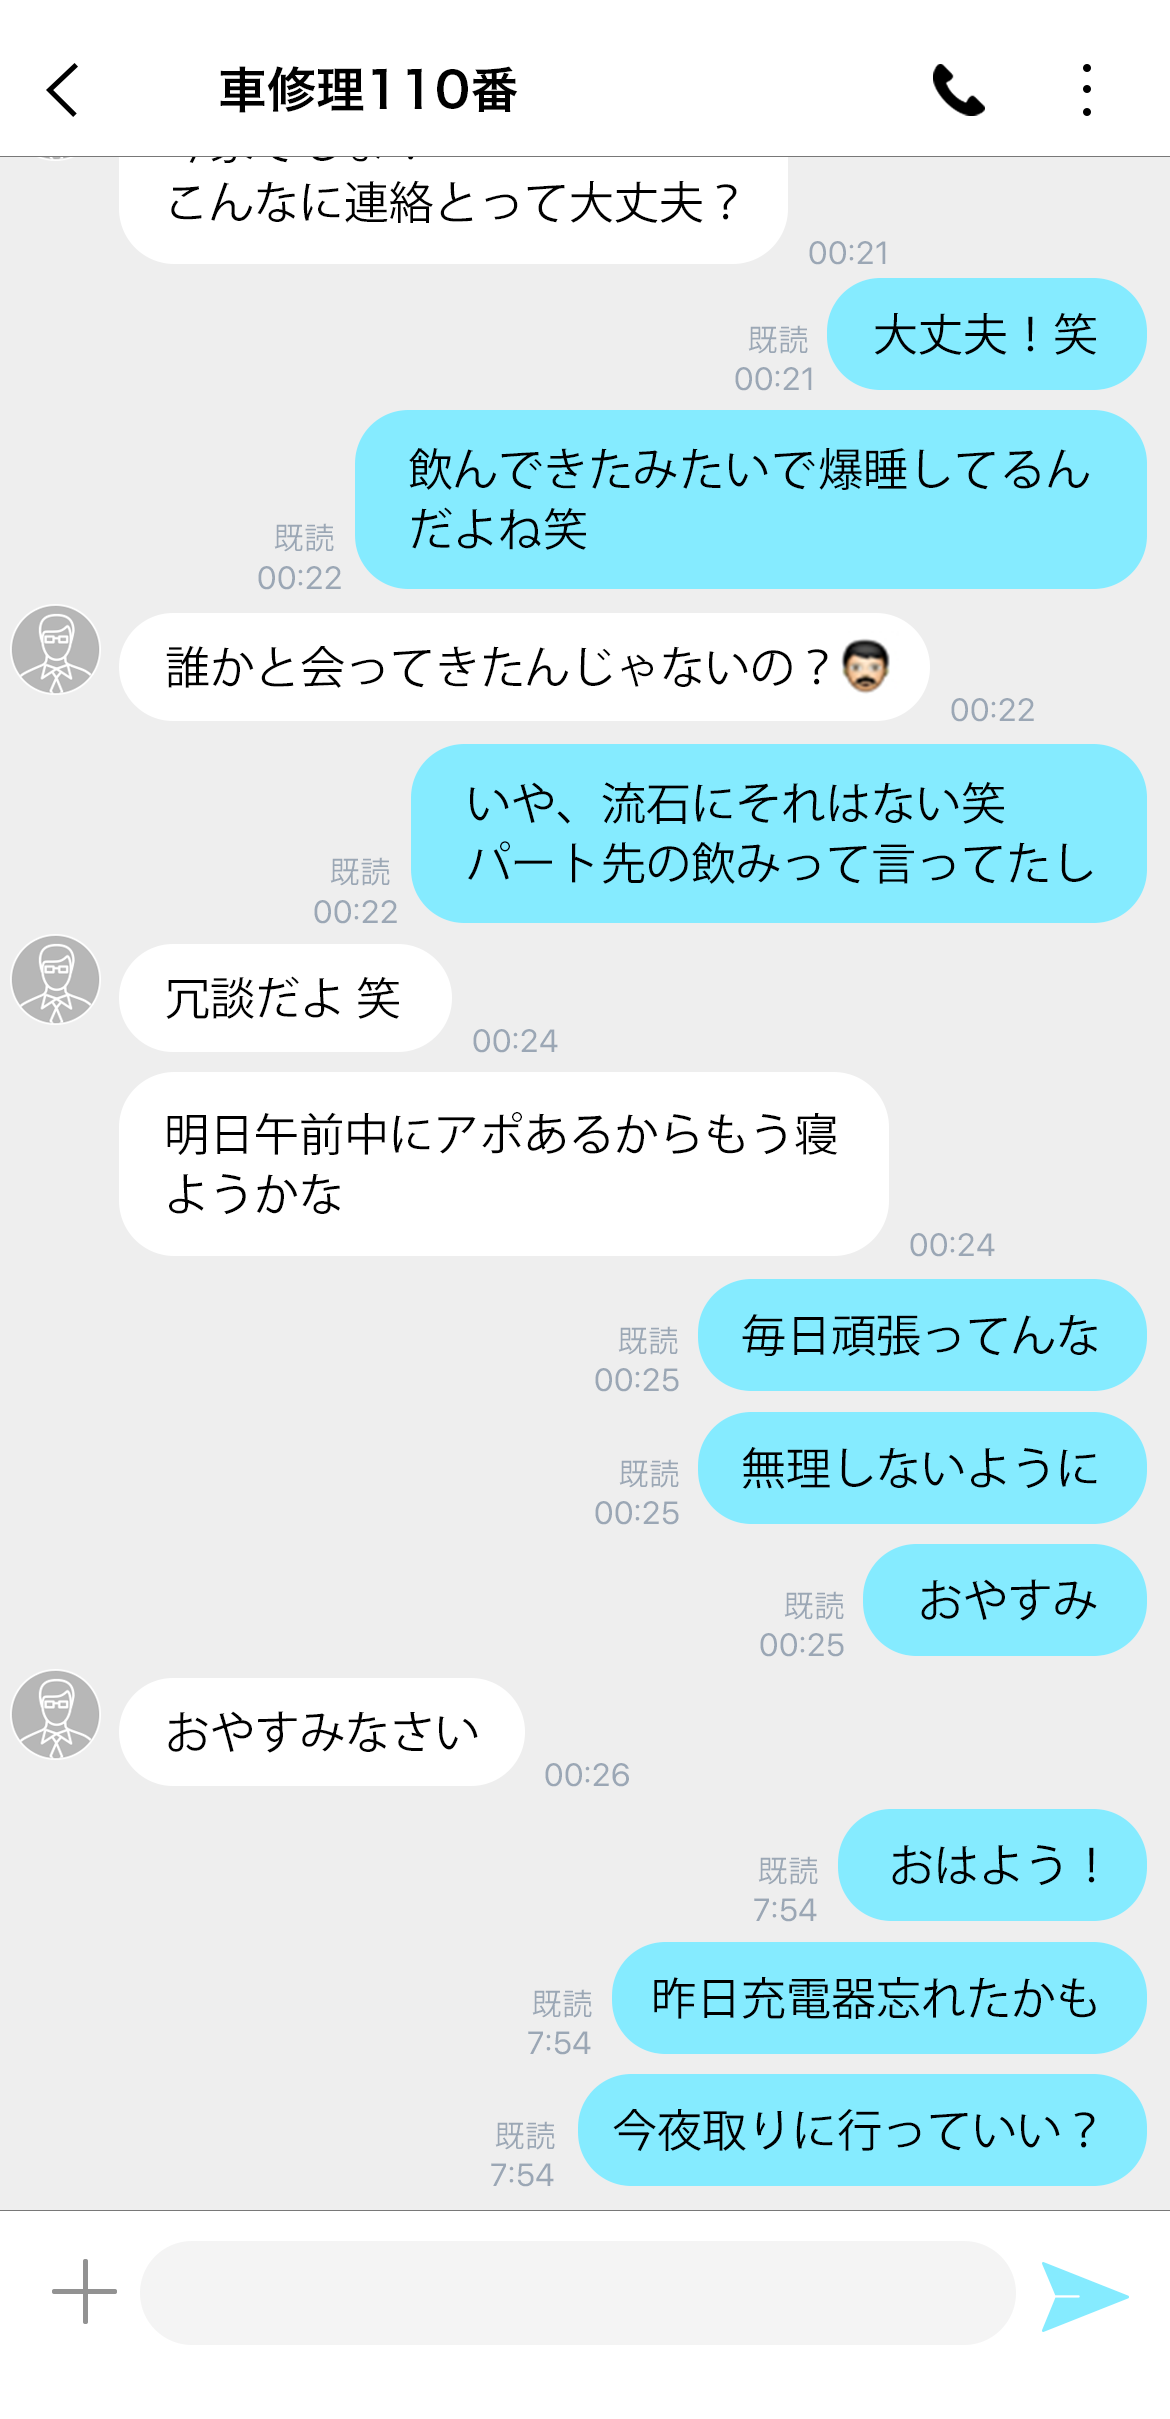 車修理110番
こんなに連絡とって大丈夫？
00:21
大丈夫！笑
既読
00:21
飲んできたみたいで爆睡してるん
だよね笑
既読
00:22
誰かと会ってきたんじゃないの？👨🏻
00:22
いや、流石にそれはない笑
パート先の飲みって言ってたし
既読
00:22
冗談だよ 笑
00:24
明日午前中にアポあるからもう寝
ようかな
00:24
毎日頑張ってんな
既読
00:25
無理しないように
既読
00:25
おやすみ
既読
00:25
おやすみなさい
00:26
おはよう！
既読
7:54
昨日充電器忘れたかも
既読
7:54
今夜取りに行っていい？
既読
7:54